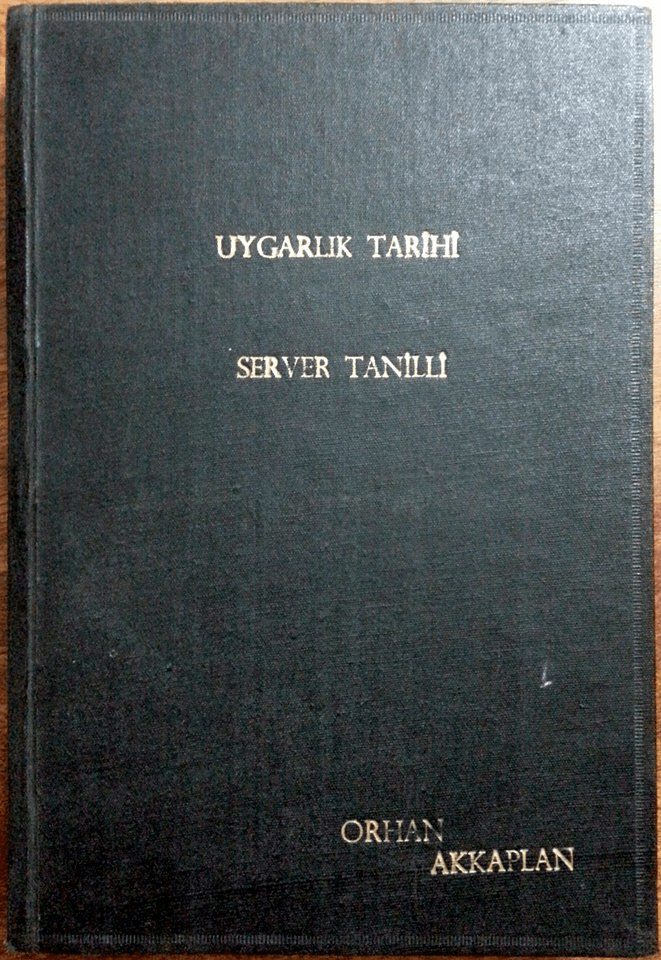 UYGARLIK TARİHİ
SERVER TANİLLİ
ORHAN
AKKAPLAN